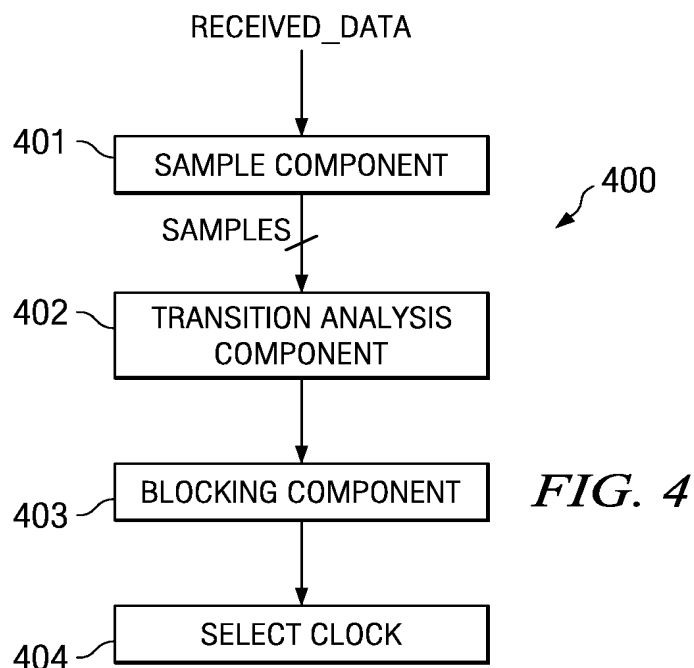 RECEIVED_DATA
401
SAMPLE COMPONENT
400
SAMPLES
402
TRANSITION ANALYSIS
COMPONENT
403
BLOCKING COMPONENT
FIG. 4
404
SELECT CLOCK